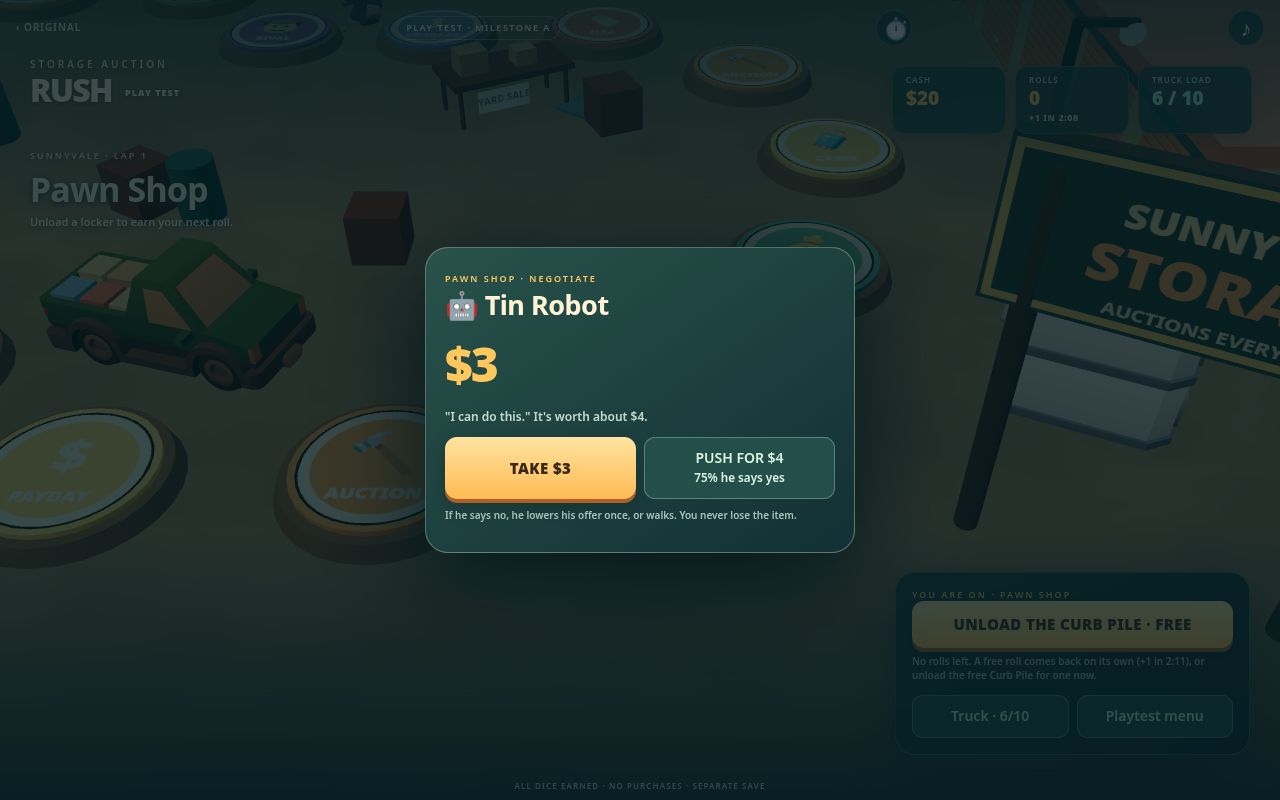 ‹ ORIGINAL
PLAY TEST · MILESTONE A
STORAGE AUCTION
RUSH PLAY TEST
CASH
$20
ROLLS
0
+1 IN 2:08
TRUCK LOAD
6 / 10
SUNNYVALE · LAP 1
Pawn Shop
Unload a locker to earn your next roll.
YARD SALE
SUNNY
STORA
AUCTIONS EVERY
PAYDAY
AUCTION
PAWN SHOP · NEGOTIATE
Tin Robot
$3
"I can do this." It's worth about $4.
TAKE $3
PUSH FOR $4
75% he says yes
If he says no, he lowers his offer once, or walks. You never lose the item.
YOU ARE ON · PAWN SHOP
UNLOAD THE CURB PILE · FREE
No rolls left. A free roll comes back on its own (+1 in 2:11), or
unload the free Curb Pile for one now.
Truck · 6/10
Playtest menu
ALL DICE EARNED · NO PURCHASES · SEPARATE SAVE